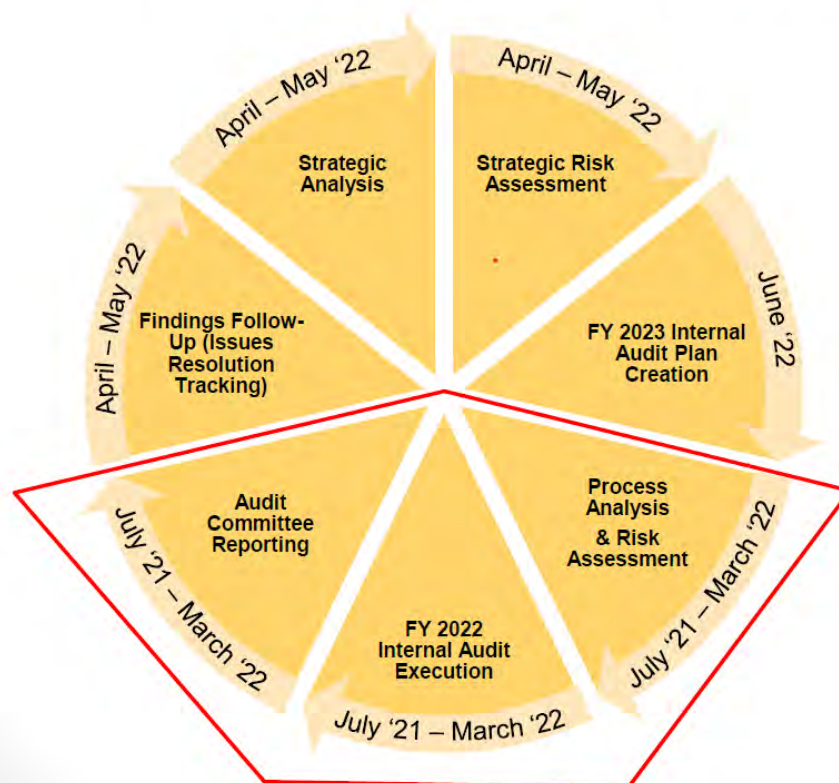 April – May ‘22
Strategic Risk
Assessment
June ‘22
FY 2023 Internal
Audit Plan
Creation
July ‘21 – March ‘22
Process
Analysis
& Risk
Assessment
July ‘21 – March ‘22
FY 2022
Internal Audit
Execution
July ‘21 – March ‘22
Audit
Committee
Reporting
April – May ‘22
Findings Follow-
Up (Issues
Resolution
Tracking)
April – May ‘22
Strategic
Analysis